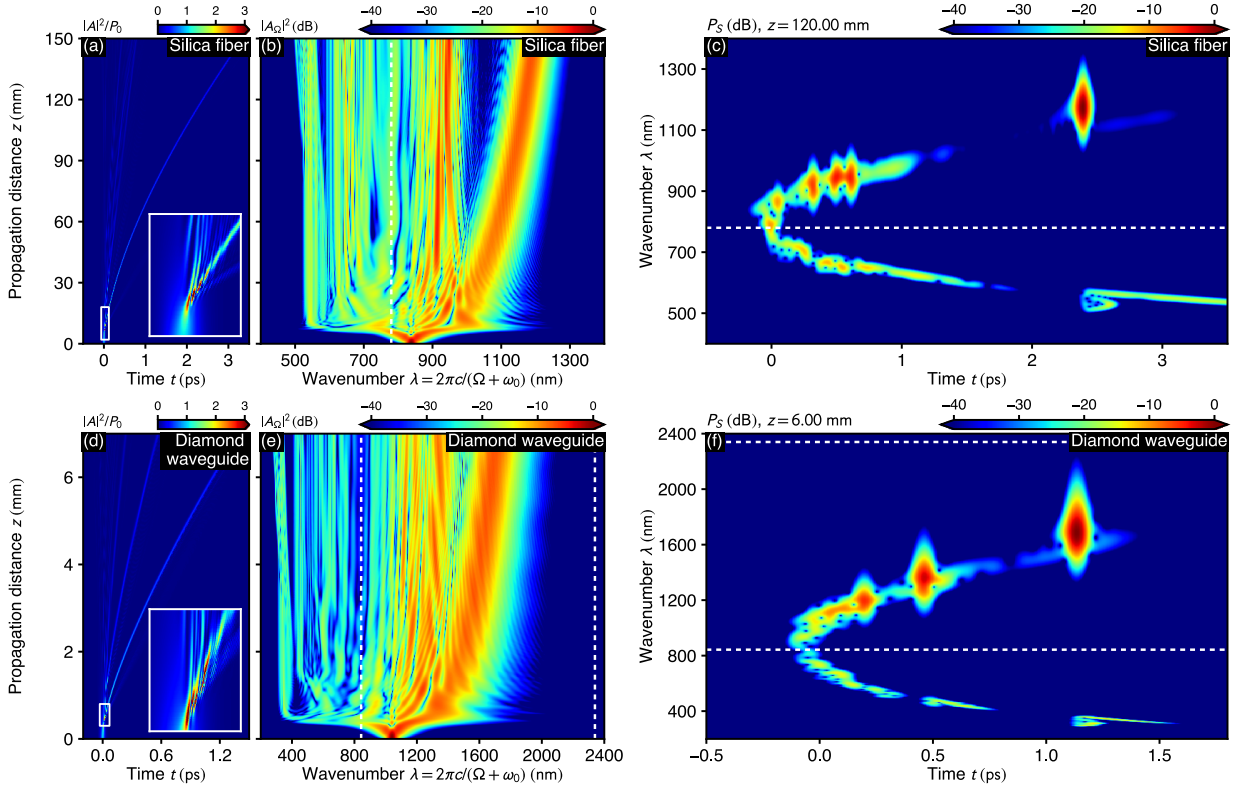 |A|²/P₀ 0 1 2 3
|A_Ω|² (dB) −40 −30 −20 −10 0
P_S (dB), z = 120.00 mm −40 −30 −20 −10 0
(a) Silica fiber
(b) Silica fiber
(c) Silica fiber
Propagation distance z (mm)
150
120
90
60
30
0
0 1 2 3
Time t (ps)
500 700 900 1100 1300
Wavenumber λ = 2πc/(Ω + ω₀) (nm)
Wavenumber λ (nm)
1300
1100
900
700
500
0 1 2 3
Time t (ps)
|A|²/P₀ 0 1 2 3
|A_Ω|² (dB) −40 −30 −20 −10 0
P_S (dB), z = 6.00 mm −40 −30 −20 −10 0
(d) Diamond
waveguide
(e) Diamond waveguide
(f) Diamond waveguide
Propagation distance z (mm)
6
4
2
0
0.0 0.6 1.2
Time t (ps)
400 800 1200 1600 2000 2400
Wavenumber λ = 2πc/(Ω + ω₀) (nm)
Wavenumber λ (nm)
2400
2000
1600
1200
800
400
−0.5 0.0 0.5 1.0 1.5
Time t (ps)